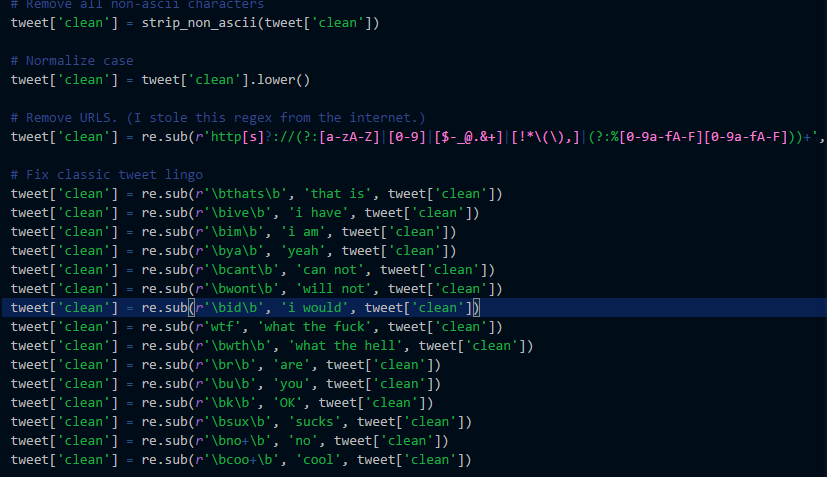 # Remove all non-ascii characters
tweet['clean'] = strip_non_ascii(tweet['clean'])
# Normalize case
tweet['clean'] = tweet['clean'].lower()
# Remove URLS. (I stole this regex from the internet.)
tweet['clean'] = re.sub(r'http[s]?://(?:[a-zA-Z]|[0-9]|[$-_@.&+]|[!*\(\),]|(?:%[0-9a-fA-F][0-9a-fA-F]))+',
# Fix classic tweet lingo
tweet['clean'] = re.sub(r'\bthats\b', 'that is', tweet['clean'])
tweet['clean'] = re.sub(r'\bive\b', 'i have', tweet['clean'])
tweet['clean'] = re.sub(r'\bim\b', 'i am', tweet['clean'])
tweet['clean'] = re.sub(r'\bya\b', 'yeah', tweet['clean'])
tweet['clean'] = re.sub(r'\bcant\b', 'can not', tweet['clean'])
tweet['clean'] = re.sub(r'\bwont\b', 'will not', tweet['clean'])
tweet['clean'] = re.sub(r'\bid\b', 'i would', tweet['clean'])
tweet['clean'] = re.sub(r'wtf', 'what the fuck', tweet['clean'])
tweet['clean'] = re.sub(r'\bwth\b', 'what the hell', tweet['clean'])
tweet['clean'] = re.sub(r'\br\b', 'are', tweet['clean'])
tweet['clean'] = re.sub(r'\bu\b', 'you', tweet['clean'])
tweet['clean'] = re.sub(r'\bk\b', 'OK', tweet['clean'])
tweet['clean'] = re.sub(r'\bsux\b', 'sucks', tweet['clean'])
tweet['clean'] = re.sub(r'\bno+\b', 'no', tweet['clean'])
tweet['clean'] = re.sub(r'\bcoo+\b', 'cool', tweet['clean'])